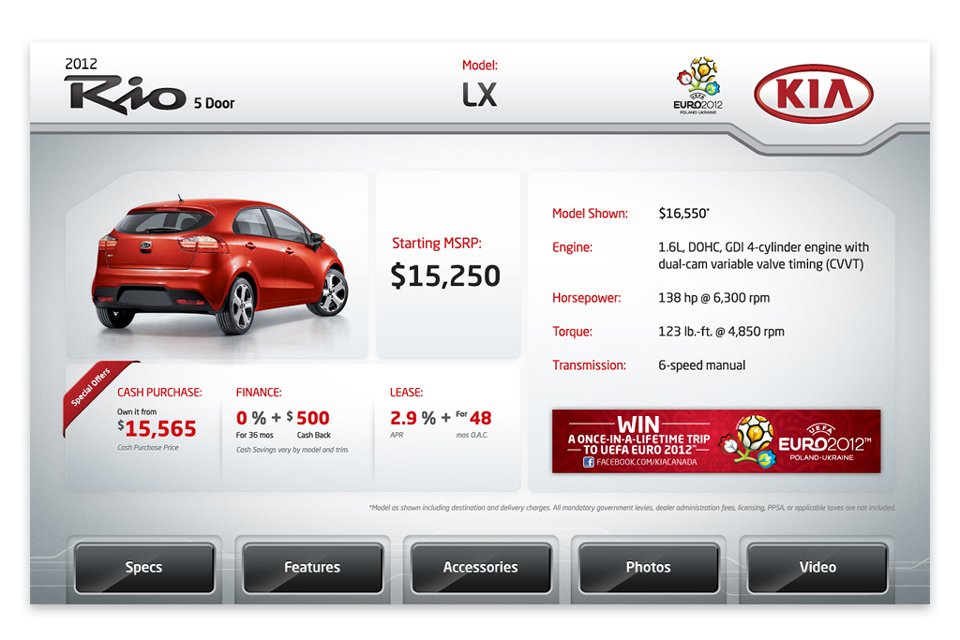 2012
Rio 5 Door
Model:
LX
UEFA
EURO2012
POLAND-UKRAINE
KIA
Starting MSRP:
$15,250
Model Shown: $16,550*
Engine: 1.6L, DOHC, GDI 4-cylinder engine with
dual-cam variable valve timing (CVVT)
Horsepower: 138 hp @ 6,300 rpm
Torque: 123 lb.-ft. @ 4,850 rpm
Transmission: 6-speed manual
Special Offers
CASH PURCHASE:
Own it from
$15,565
Cash Purchase Price
FINANCE:
0 % + $500
For 36 mos Cash Back
Cash Savings vary by model and trim.
LEASE:
2.9 % + For 48
APR mos O.A.C.
WIN
A ONCE-IN-A-LIFETIME TRIP
TO UEFA EURO 2012™
FACEBOOK.COM/KIACANADA
UEFA
EURO2012™
POLAND-UKRAINE
*Model as shown including destination and delivery charges. All mandatory government levies, dealer administration fees, licensing, PPSA, or applicable taxes are not included.
Specs
Features
Accessories
Photos
Video